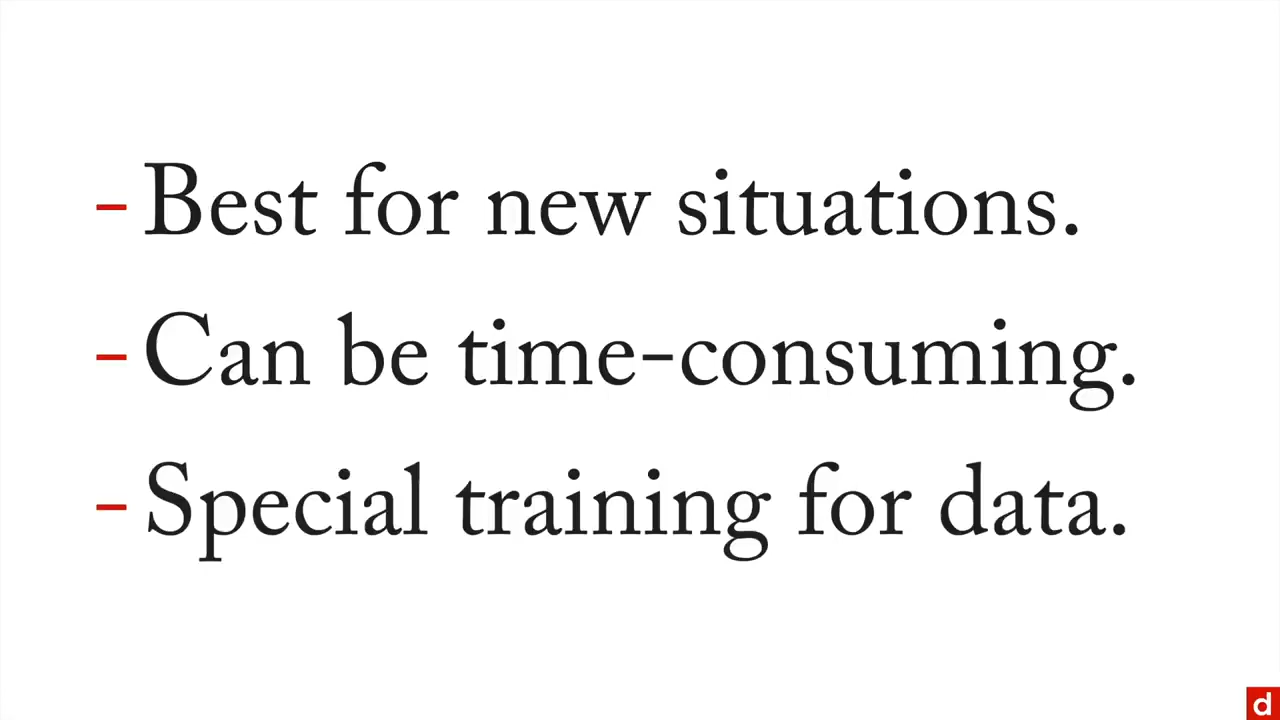 - Best for new situations.
- Can be time-consuming.
- Special training for data.
d